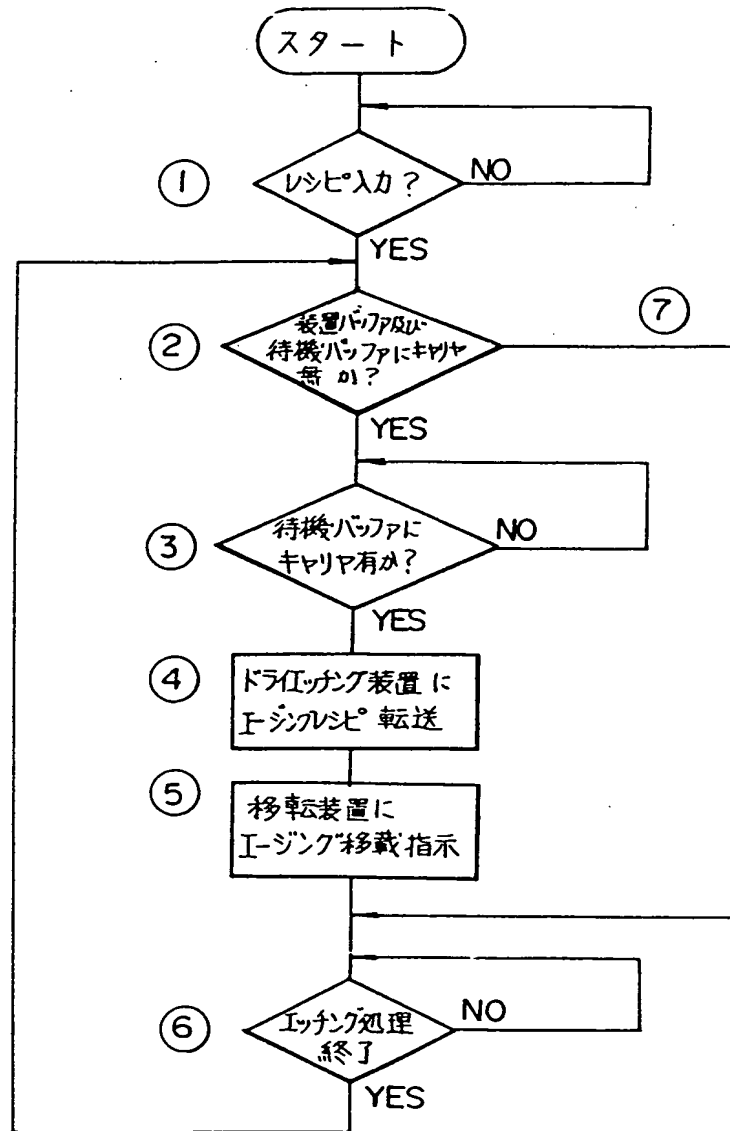 スタート
① レシピ入力? NO
YES
⑦
② 装置バッファ及び
待機バッファにキャリヤ
無か?
YES
③ 待機バッファに
キャリヤ有か?
NO
YES
④ ドライエッチング装置に
エージングレシピ転送
⑤ 移転装置に
エージング移載指示
⑥ エッチング処理
終了
NO
YES